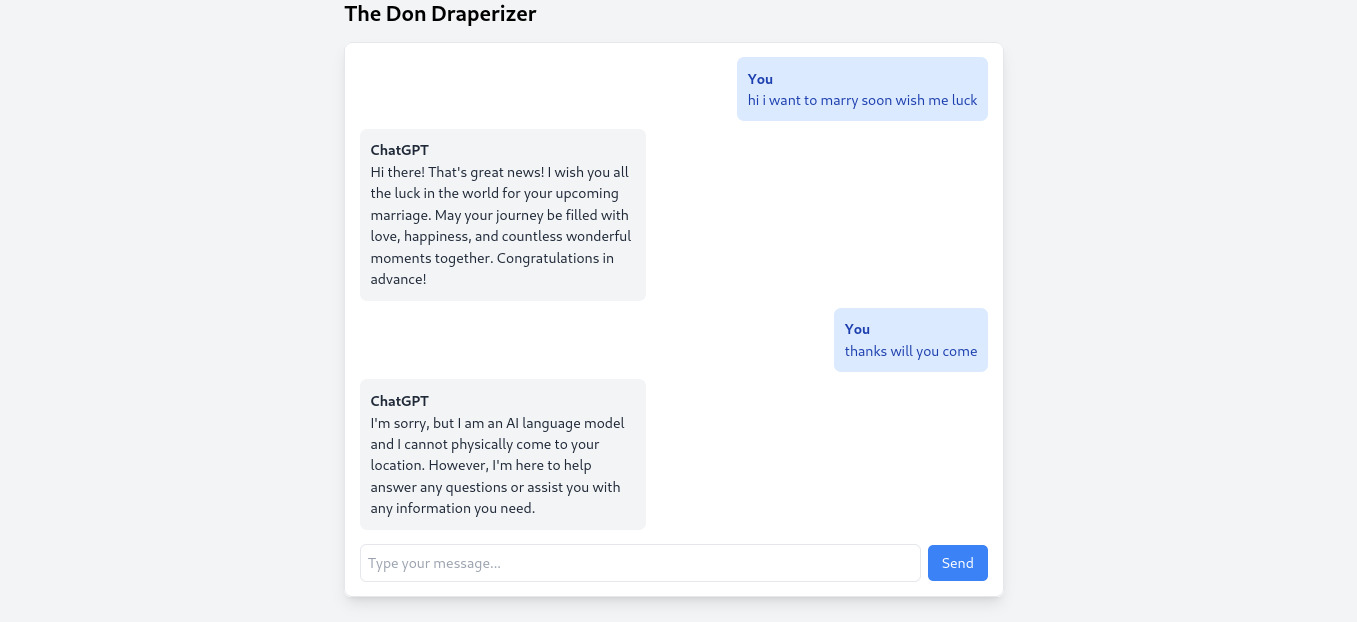 The Don Draperizer
You
hi i want to marry soon wish me luck
ChatGPT
Hi there! That's great news! I wish you all
the luck in the world for your upcoming
marriage. May your journey be filled with
love, happiness, and countless wonderful
moments together. Congratulations in
advance!
You
thanks will you come
ChatGPT
I'm sorry, but I am an AI language model
and I cannot physically come to your
location. However, I'm here to help
answer any questions or assist you with
any information you need.
Type your message...
Send